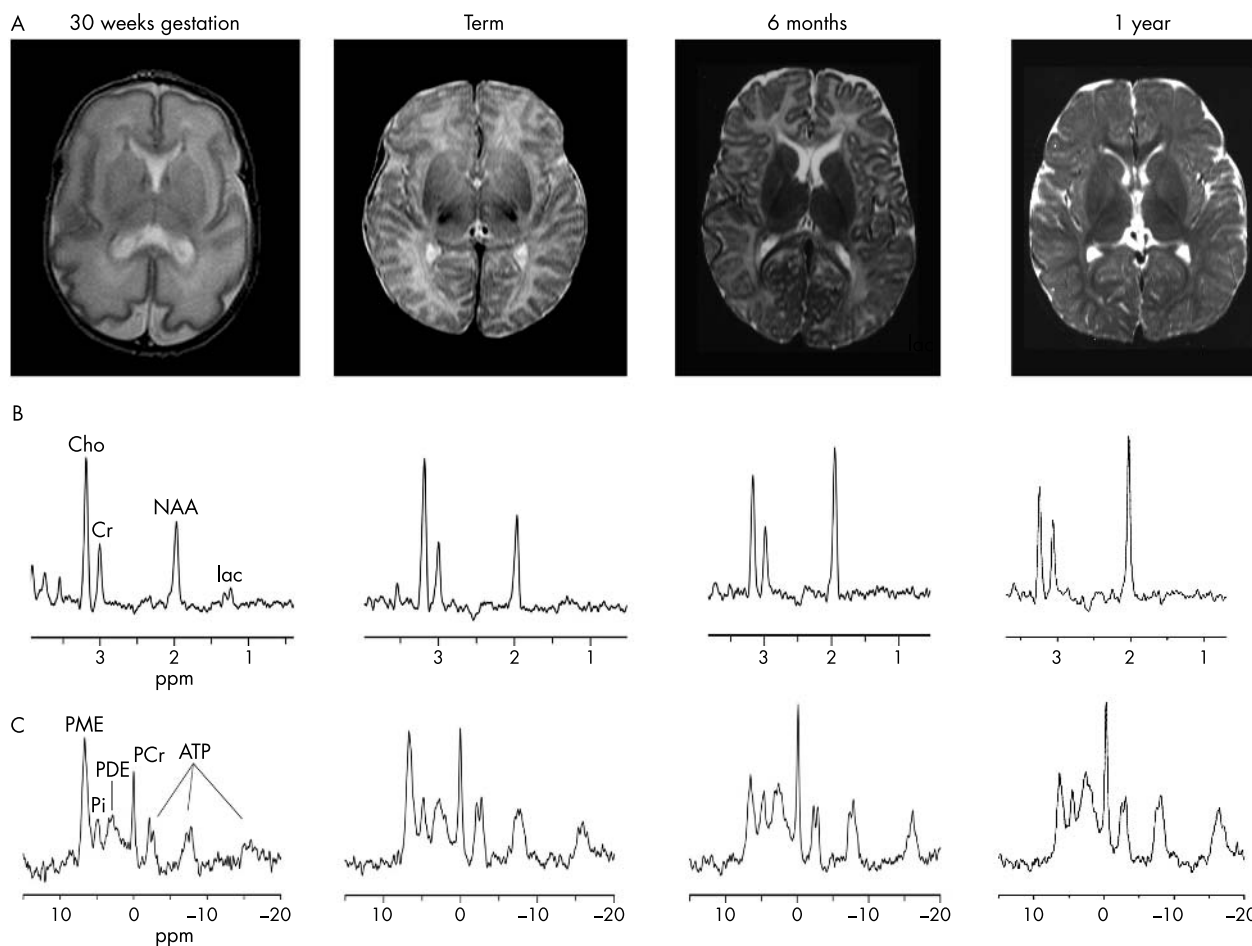 A
30 weeks gestation
Term
6 months
1 year
lac
B
Cho
Cr
NAA
lac
3 2 1
ppm
3 2 1
3 2 1
3 2 1
C
PME
PDE
Pi
PCr
ATP
10 0 –10 –20
ppm
10 0 –10 –20
10 0 –10 –20
10 0 –10 –20